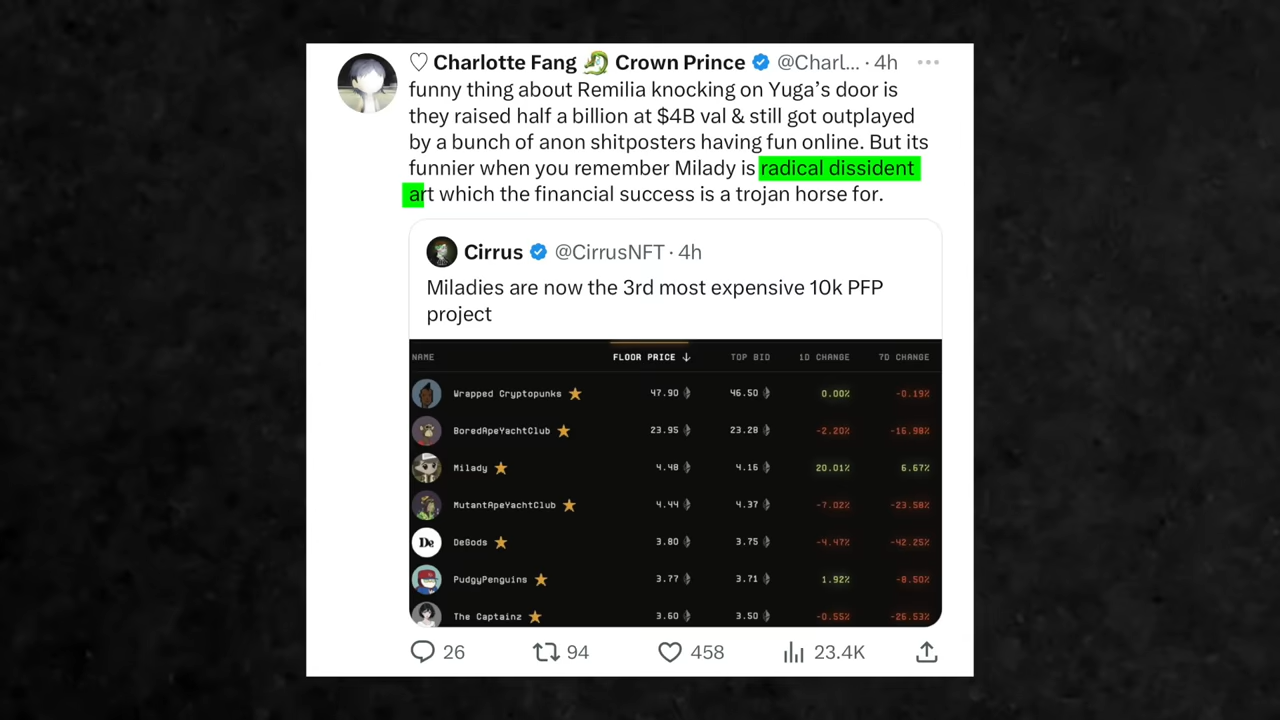 ♡ Charlotte Fang 🐉 Crown Prince @Charl... · 4h
funny thing about Remilia knocking on Yuga’s door is
they raised half a billion at $4B val & still got outplayed
by a bunch of anon shitposters having fun online. But its
funnier when you remember Milady is radical dissident
art which the financial success is a trojan horse for.
Cirrus @CirrusNFT · 4h
Miladies are now the 3rd most expensive 10k PFP
project
NAME FLOOR PRICE ↓ TOP BID 1D CHANGE 7D CHANGE
Wrapped Cryptopunks 47.90 46.50 0.00% -0.19%
BoredApeYachtClub 23.95 23.28 -2.20% -16.98%
Milady 4.48 4.16 20.01% 6.67%
MutantApeYachtClub 4.44 4.37 -7.02% -23.58%
De DeGods 3.80 3.75 -4.47% -42.25%
PudgyPenguins 3.77 3.71 1.92% -8.50%
The Captainz 3.60 3.50 -0.55% -26.53%
26 94 458 23.4K